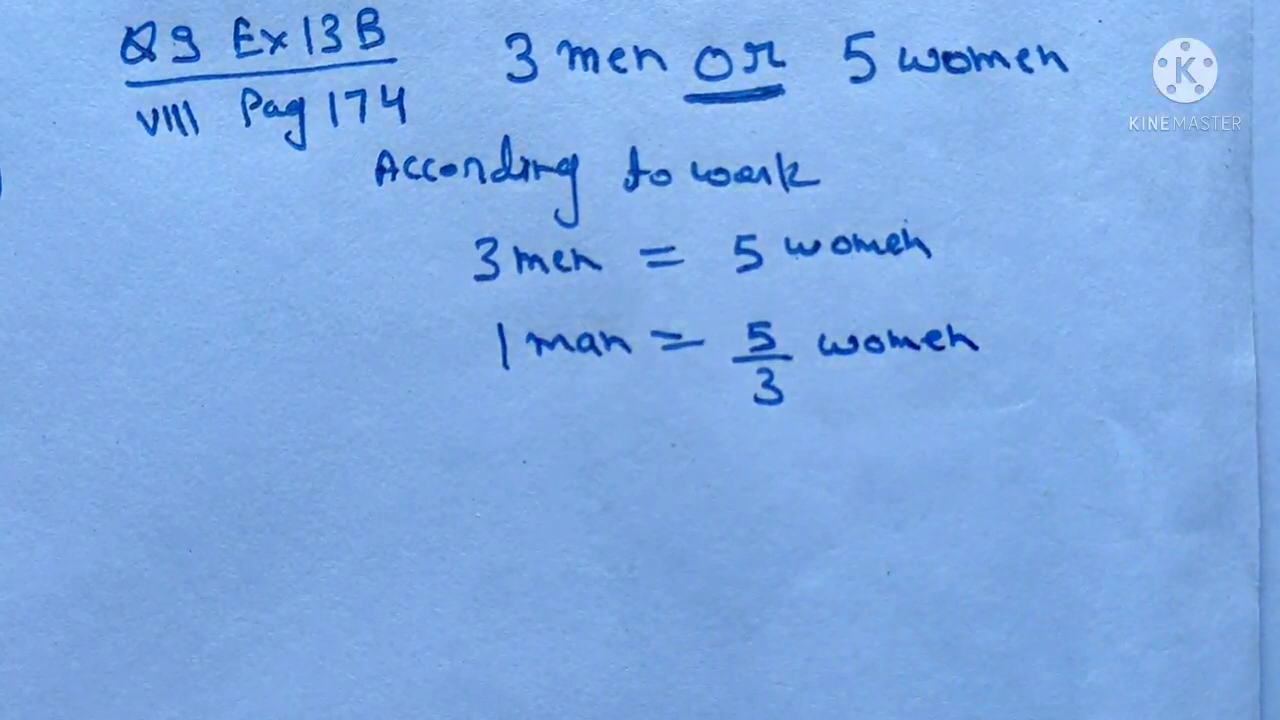 Q9 Ex 13B
VIII Pag 174
3 men or 5 women
According to work
3 men = 5 women
1 man = 5/3 women
K
KINEMASTER